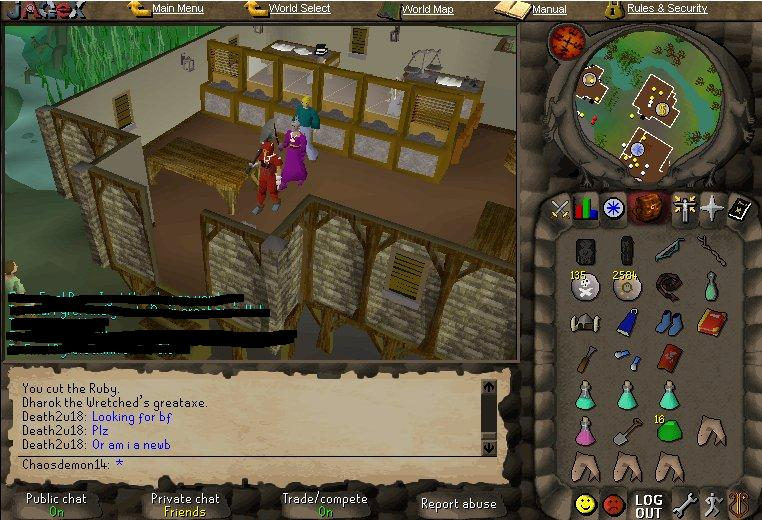 JAGEX
Main Menu
World Select
World Map
Manual
Rules & Security
135
2584
16
You cut the Ruby.
Dharok the Wretched's greataxe.
Death2u18: Looking for bf
Death2u18: Plz
Death2u18: Or am i a newb
Chaosdemon14: *
Public chat
On
Private chat
Friends
Trade/compete
On
Report abuse
LOG
OUT